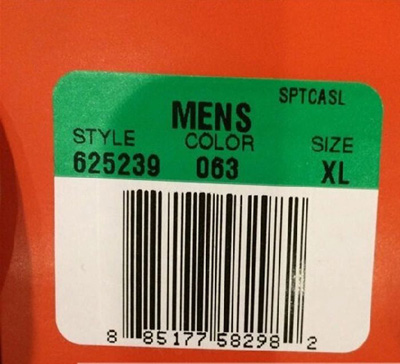 SPTCASL
MENS
STYLE COLOR SIZE
625239 063 XL
8 85177 58298 2